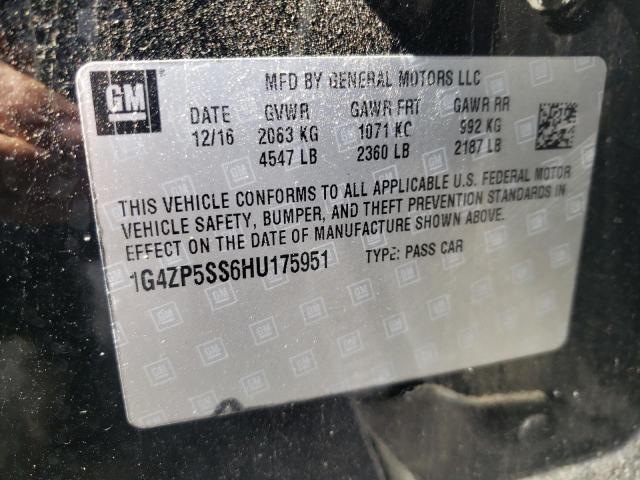 GM
MFD BY GENERAL MOTORS LLC
DATE GVWR GAWR FRT GAWR RR
12/16 2063 KG 1071 KG 992 KG
4547 LB 2360 LB 2187 LB
THIS VEHICLE CONFORMS TO ALL APPLICABLE U.S. FEDERAL MOTOR
VEHICLE SAFETY, BUMPER, AND THEFT PREVENTION STANDARDS IN
EFFECT ON THE DATE OF MANUFACTURE SHOWN ABOVE.
1G4ZP5SS6HU175951 TYPE: PASS CAR